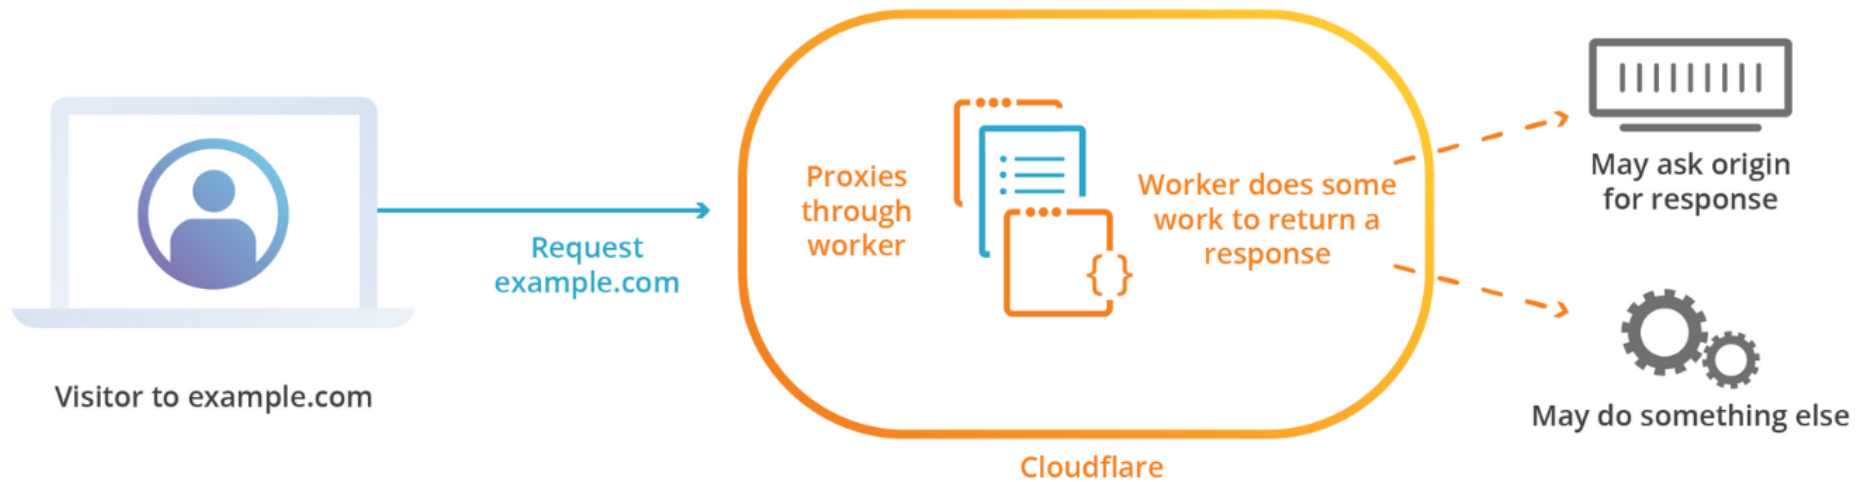 Visitor to example.com
Request
example.com
Proxies
through
worker
Worker does some
work to return a
response
Cloudflare
May ask origin
for response
May do something else